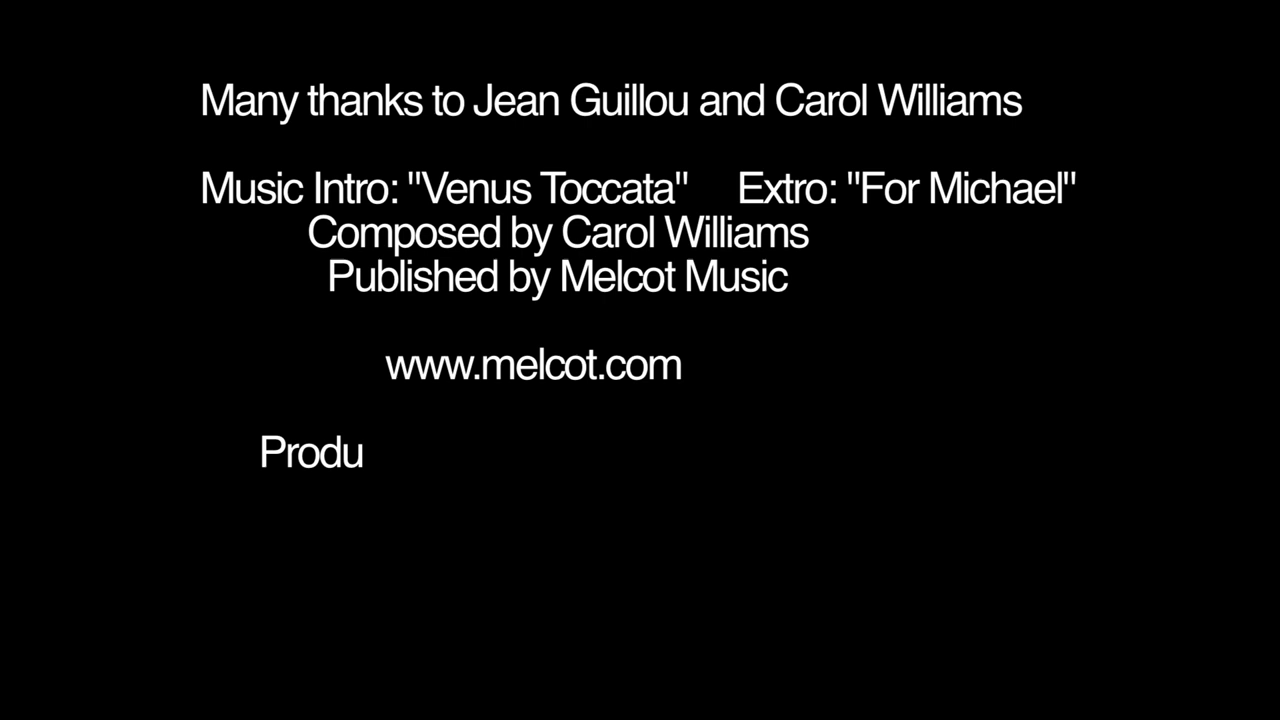 Many thanks to Jean Guillou and Carol Williams
Music Intro: "Venus Toccata" Extro: "For Michael"
Composed by Carol Williams
Published by Melcot Music
www.melcot.com
Produ